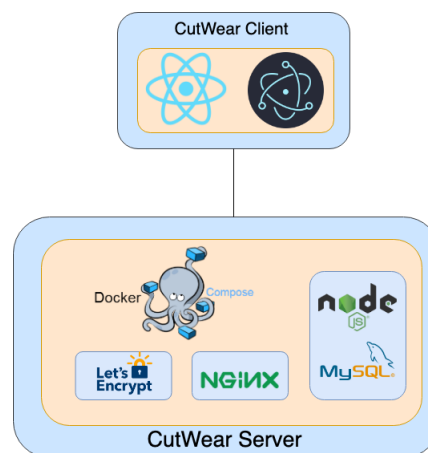 CutWear Client
Docker
Compose
node
JS
Let's
Encrypt
NGINX
MySQL
CutWear Server